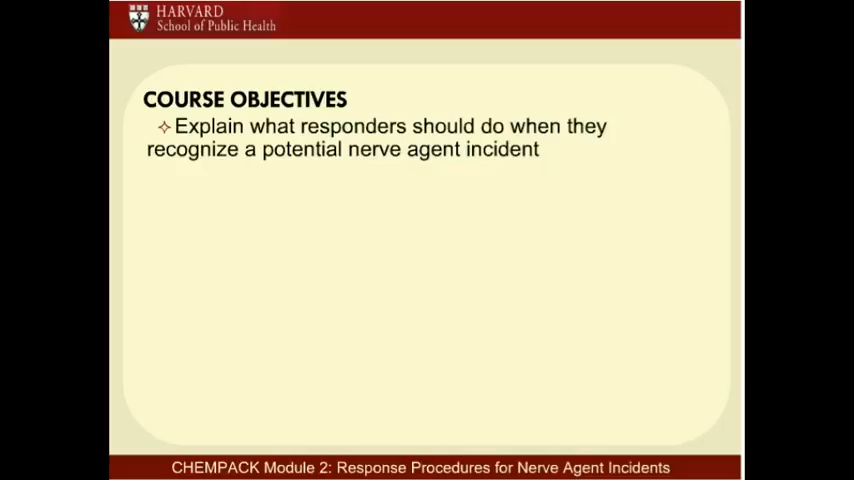 HARVARD
School of Public Health
COURSE OBJECTIVES
Explain what responders should do when they
recognize a potential nerve agent incident
CHEMPACK Module 2: Response Procedures for Nerve Agent Incidents